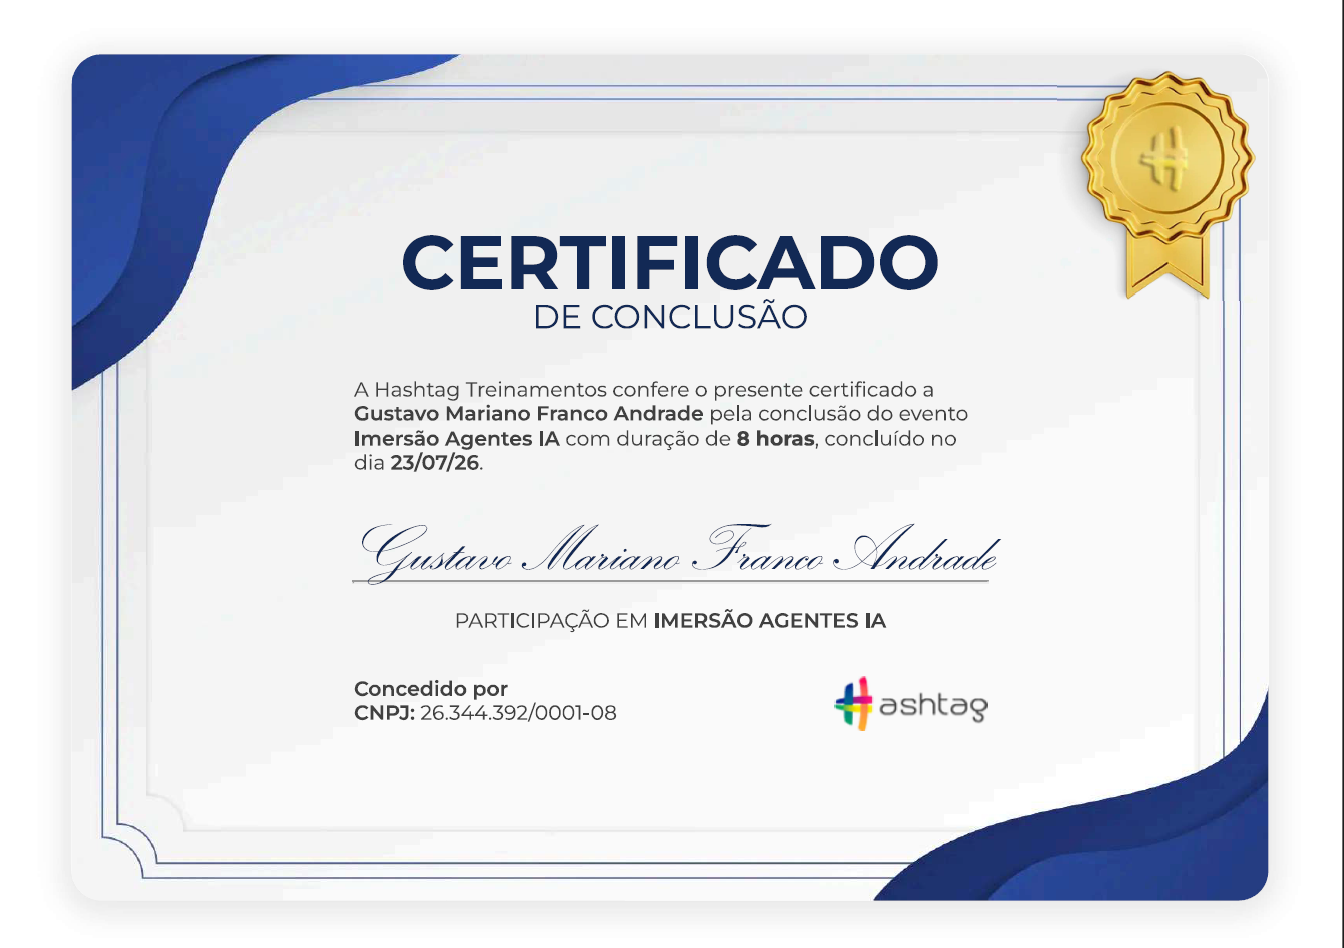 CERTIFICADO
DE CONCLUSÃO
A Hashtag Treinamentos confere o presente certificado a
Gustavo Mariano Franco Andrade pela conclusão do evento
Imersão Agentes IA com duração de 8 horas, concluído no
dia 23/07/26.
Gustavo Mariano Franco Andrade
PARTICIPAÇÃO EM IMERSÃO AGENTES IA
Concedido por
CNPJ: 26.344.392/0001-08
#ashtag